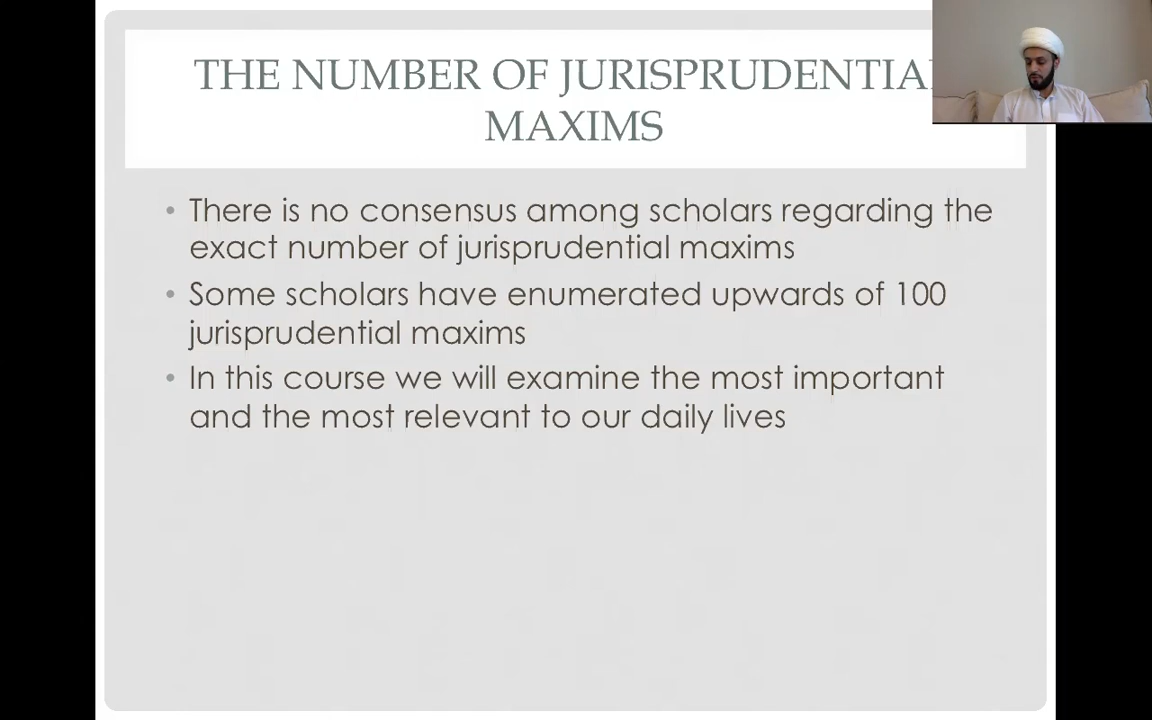 THE NUMBER OF JURISPRUDENTIA
MAXIMS
• There is no consensus among scholars regarding the
exact number of jurisprudential maxims
• Some scholars have enumerated upwards of 100
jurisprudential maxims
• In this course we will examine the most important
and the most relevant to our daily lives